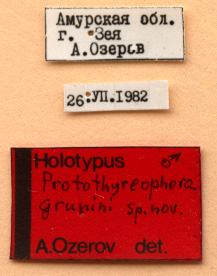 Амурская обл.
г. Зея
А.Озеров
26.VII.1982
Holotypus ♂
Protothyreophora
grunini sp.nov.
A.Ozerov det.